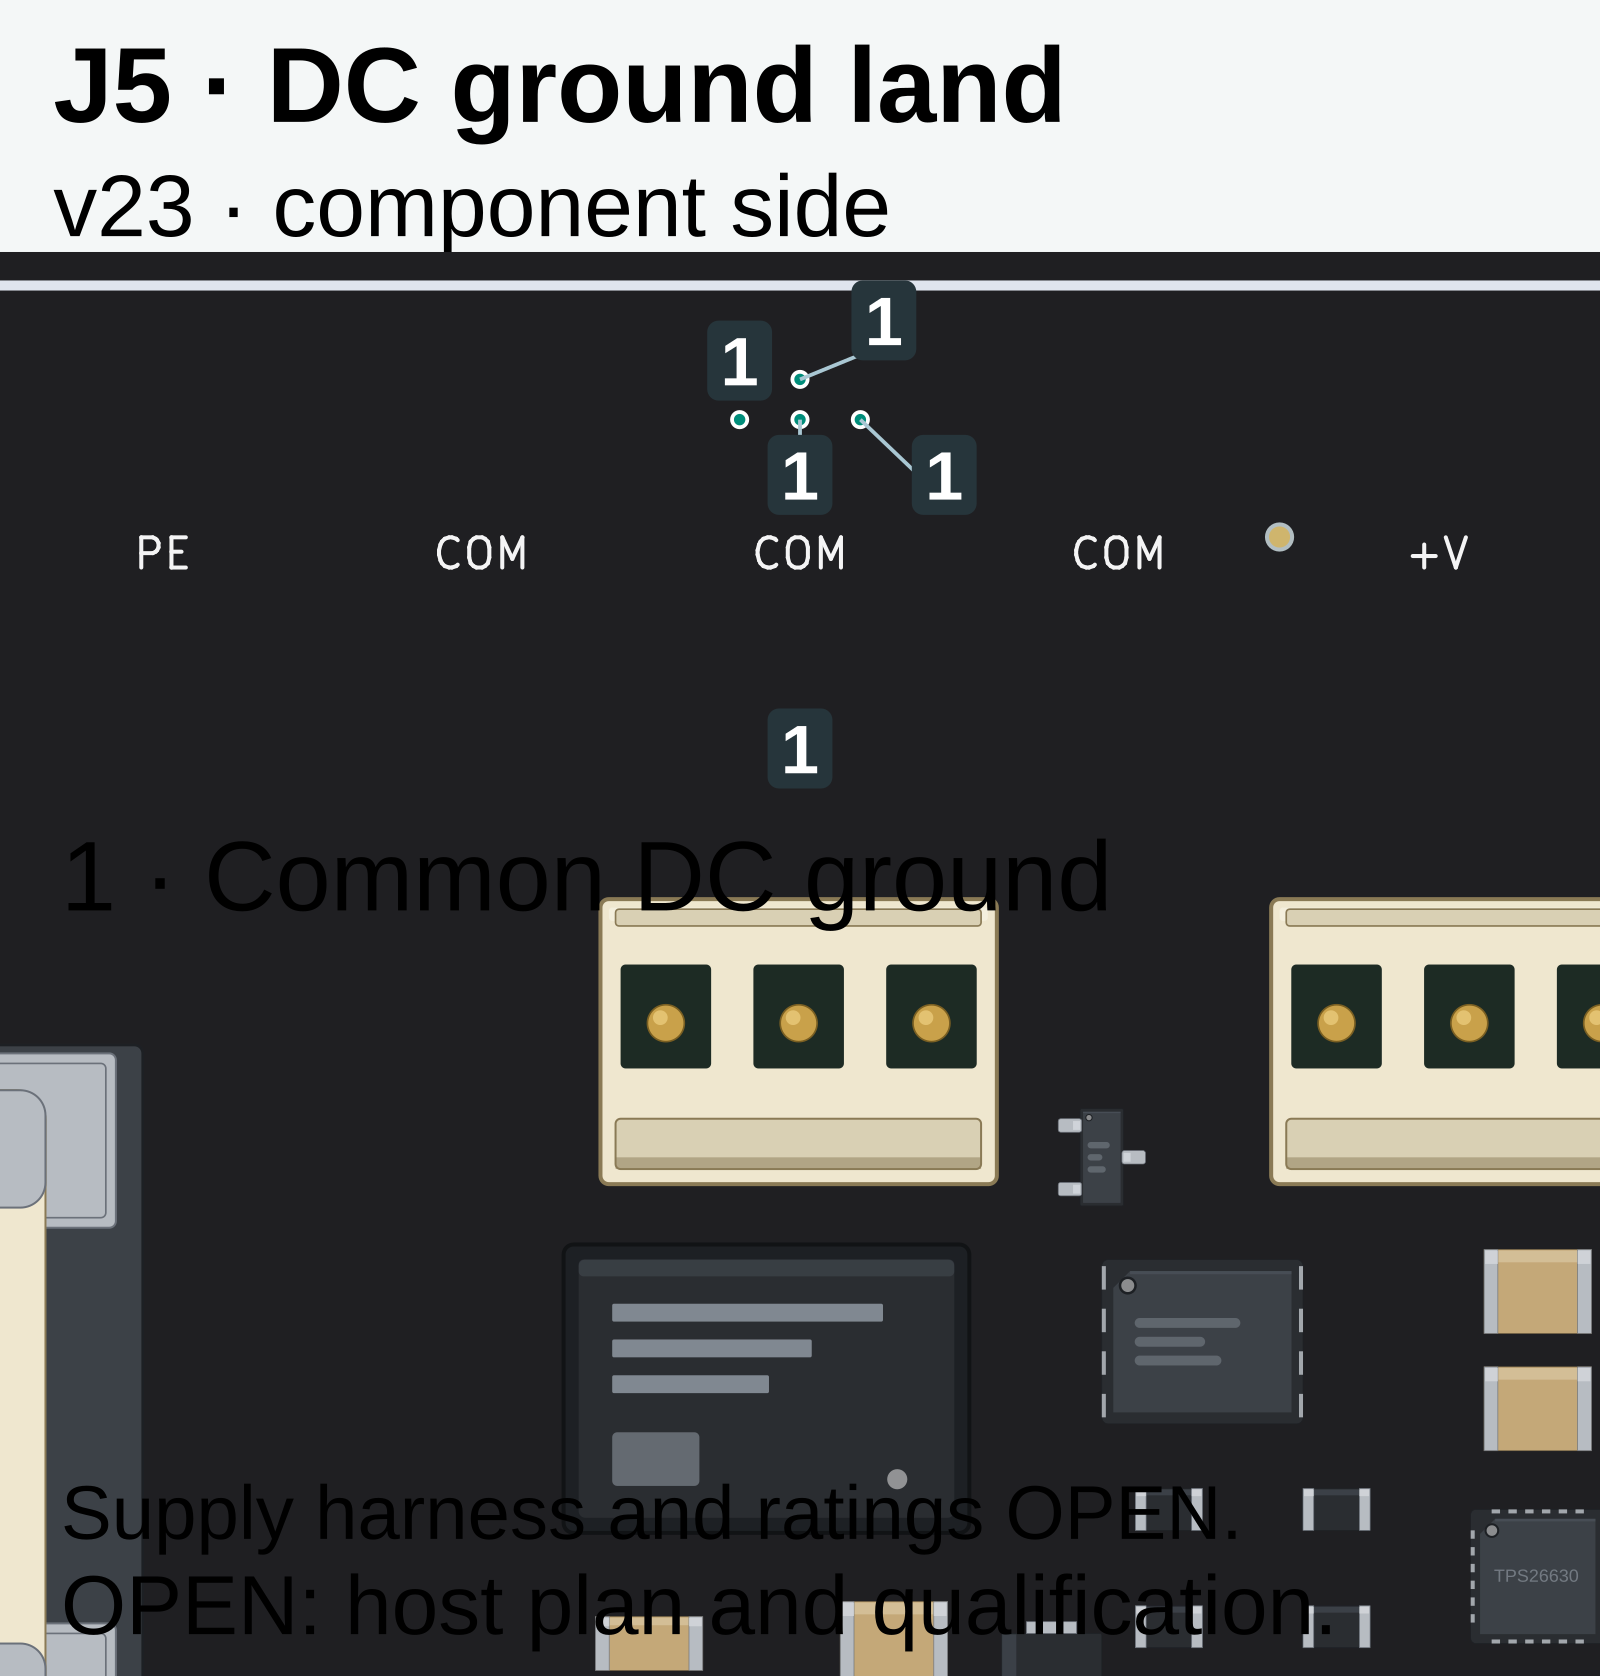 J5 · DC ground land
v23 · component side
1
1
1 1
PE COM COM COM +V
1
1 · Common DC ground
Supply harness and ratings OPEN.
TPS26630
OPEN: host plan and qualification.